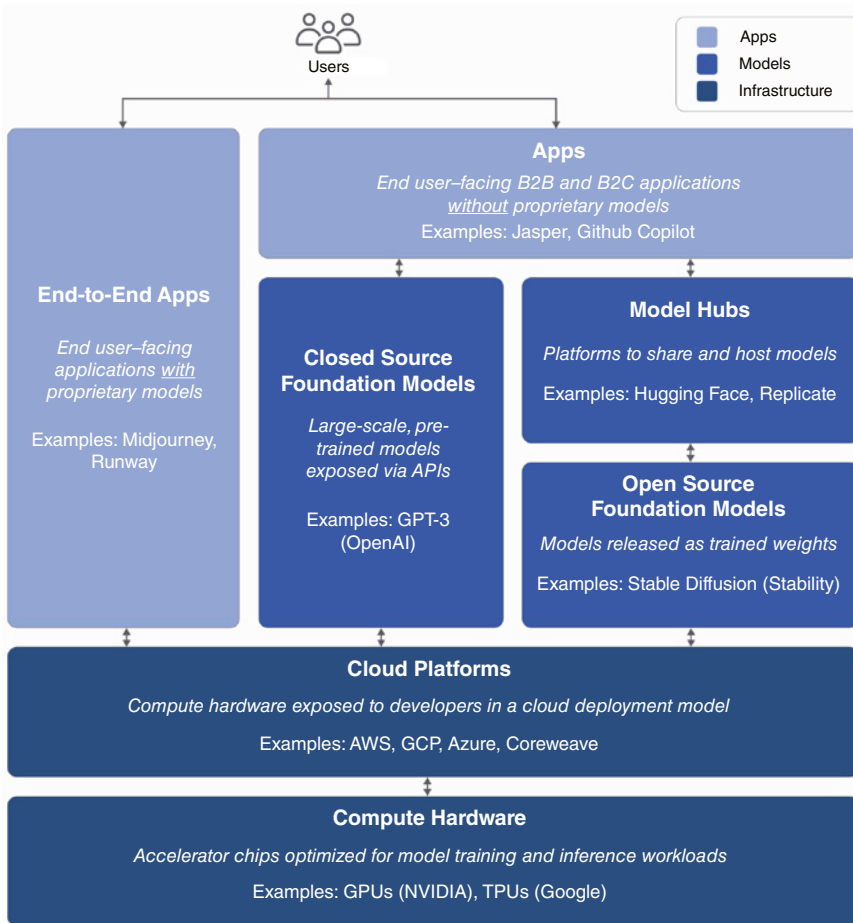 Users
Apps
Models
Infrastructure
Apps
End user–facing B2B and B2C applications
without proprietary models
Examples: Jasper, Github Copilot
End-to-End Apps
End user–facing
applications with
proprietary models
Examples: Midjourney,
Runway
Closed Source
Foundation Models
Large-scale, pre-
trained models
exposed via APIs
Examples: GPT-3
(OpenAI)
Model Hubs
Platforms to share and host models
Examples: Hugging Face, Replicate
Open Source
Foundation Models
Models released as trained weights
Examples: Stable Diffusion (Stability)
Cloud Platforms
Compute hardware exposed to developers in a cloud deployment model
Examples: AWS, GCP, Azure, Coreweave
Compute Hardware
Accelerator chips optimized for model training and inference workloads
Examples: GPUs (NVIDIA), TPUs (Google)